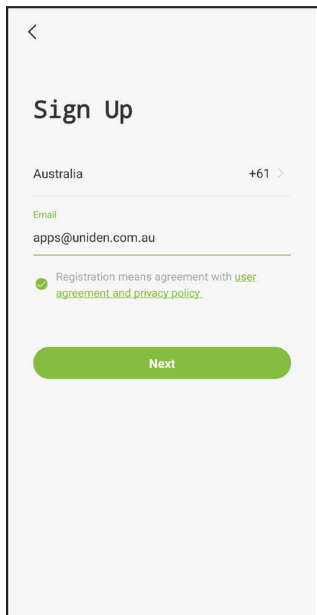 Sign Up
Australia +61
Email
apps@uniden.com.au
Registration means agreement with user
agreement and privacy policy
Next